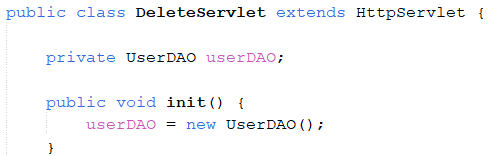 public class DeleteServlet extends HttpServlet {
private UserDAO userDAO;
public void init() {
userDAO = new UserDAO();
}